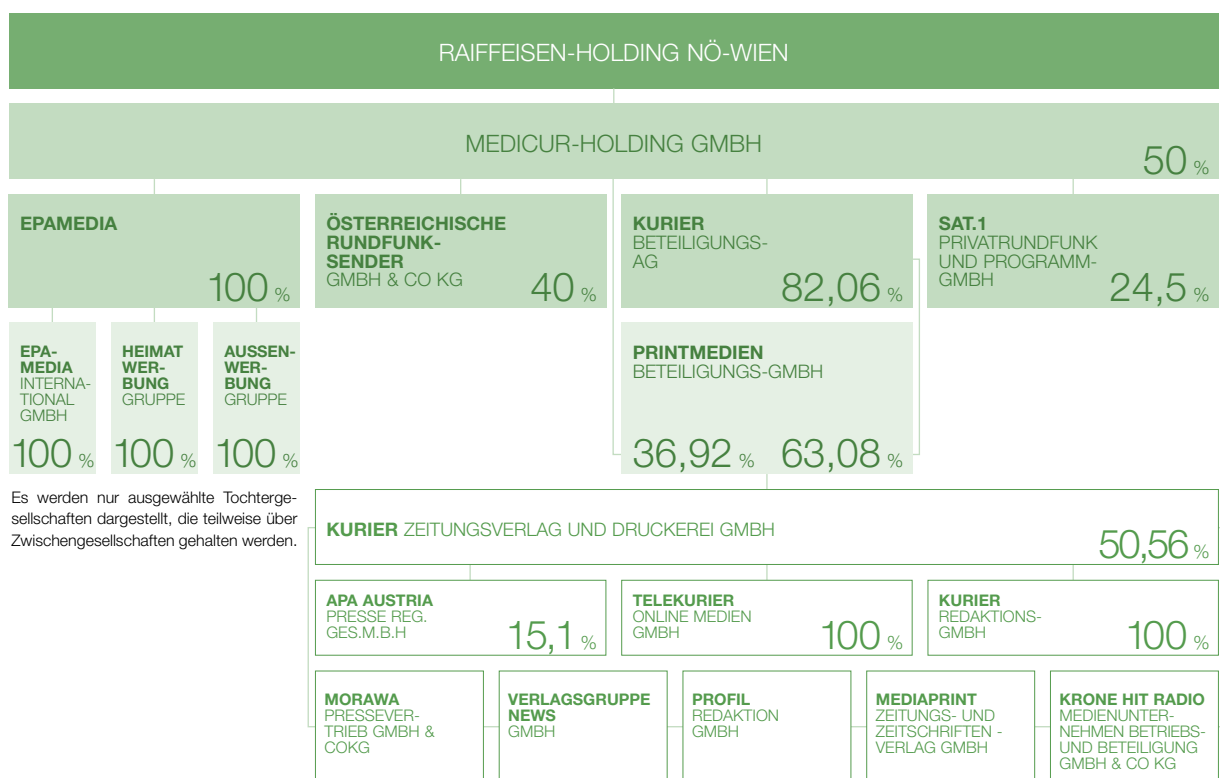 RAIFFEISEN-HOLDING NÖ-WIEN
MEDICUR-HOLDING GMBH
50 %
EPAMEDIA
100 %
ÖSTERREICHISCHE
RUNDFUNK-
SENDER
GMBH & CO KG
40 %
KURIER
BETEILIGUNGS-
AG
82,06 %
SAT.1
PRIVATRUNDFUNK
UND PROGRAMM-
GMBH
24,5 %
EPA-
MEDIA
INTERNA-
TIONAL
GMBH
100 %
HEIMAT
WER-
BUNG
GRUPPE
100 %
AUSSEN-
WER-
BUNG
GRUPPE
100 %
PRINTMEDIEN
BETEILIGUNGS-GMBH
36,92 % 63,08 %
Es werden nur ausgewählte Tochterge-
sellschaften dargestellt, die teilweise über
Zwischengesellschaften gehalten werden.
KURIER ZEITUNGSVERLAG UND DRUCKEREI GMBH
50,56 %
APA AUSTRIA
PRESSE REG.
GES.M.B.H
15,1 %
TELEKURIER
ONLINE MEDIEN
GMBH
100 %
KURIER
REDAKTIONS-
GMBH
100 %
MORAWA
PRESSEVER-
TRIEB GMBH &
COKG
VERLAGSGRUPPE
NEWS
GMBH
PROFIL
REDAKTION
GMBH
MEDIAPRINT
ZEITUNGS- UND
ZEITSCHRIFTEN -
VERLAG GMBH
KRONE HIT RADIO
MEDIENUNTER-
NEHMEN BETRIEBS-
UND BETEILIGUNG
GMBH & CO KG